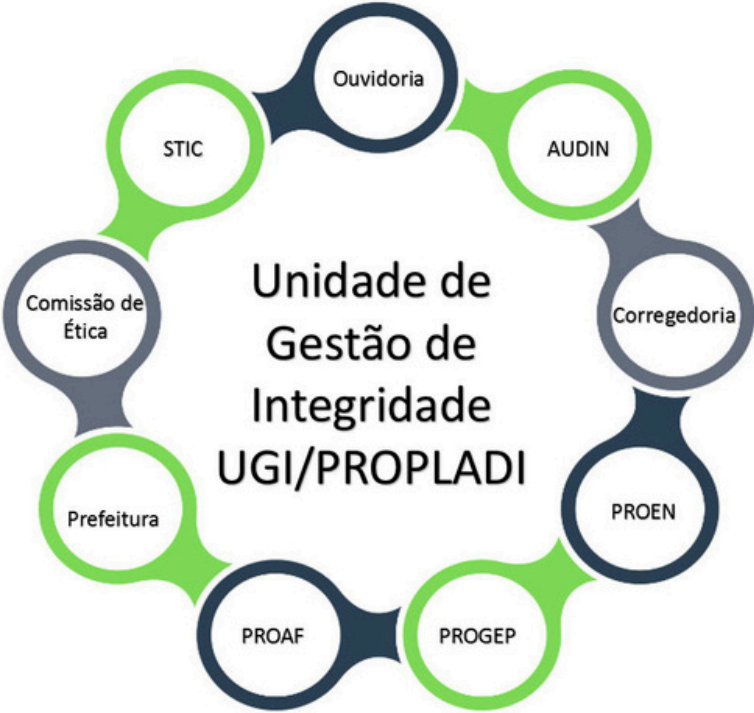 Ouvidoria
STIC
AUDIN
Unidade de
Gestão de
Integridade
UGI/PROPLADI
Comissão de
Ética
Corregedoria
Prefeitura
PROEN
PROAF
PROGEP